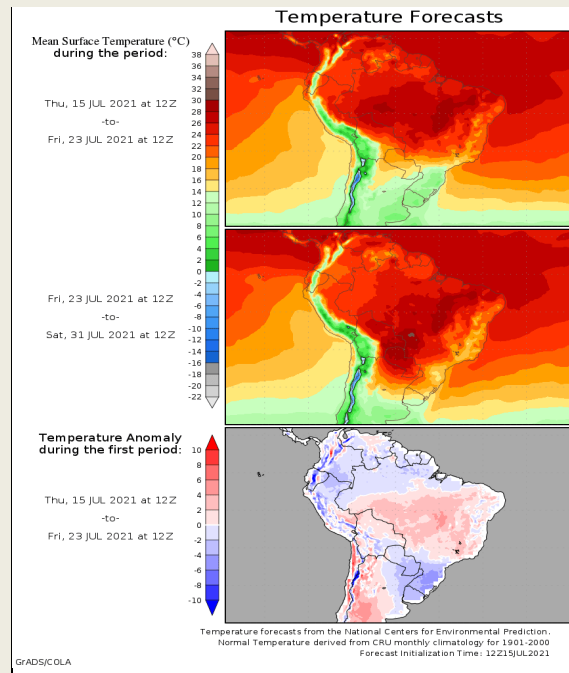 Temperature Forecasts
Mean Surface Temperature (°C)
during the period:
Thu, 15 JUL 2021 at 12Z
-to-
Fri, 23 JUL 2021 at 12Z
38
36
34
32
30
28
26
24
22
20
18
16
14
12
10
8
6
4
2
0
-2
-4
-6
-8
-10
-12
-14
-16
-18
-20
-22
Fri, 23 JUL 2021 at 12Z
-to-
Sat, 31 JUL 2021 at 12Z
Temperature Anomaly
during the first period:
Thu, 15 JUL 2021 at 12Z
-to-
Fri, 23 JUL 2021 at 12Z
10
8
6
4
2
0
-2
-4
-6
-8
-10
Temperature forecasts from the National Centers for Environmental Prediction.
Normal Temperature derived from CRU monthly climatology for 1901-2000
Forecast Initialization Time: 12Z15JUL2021
GrADS/COLA